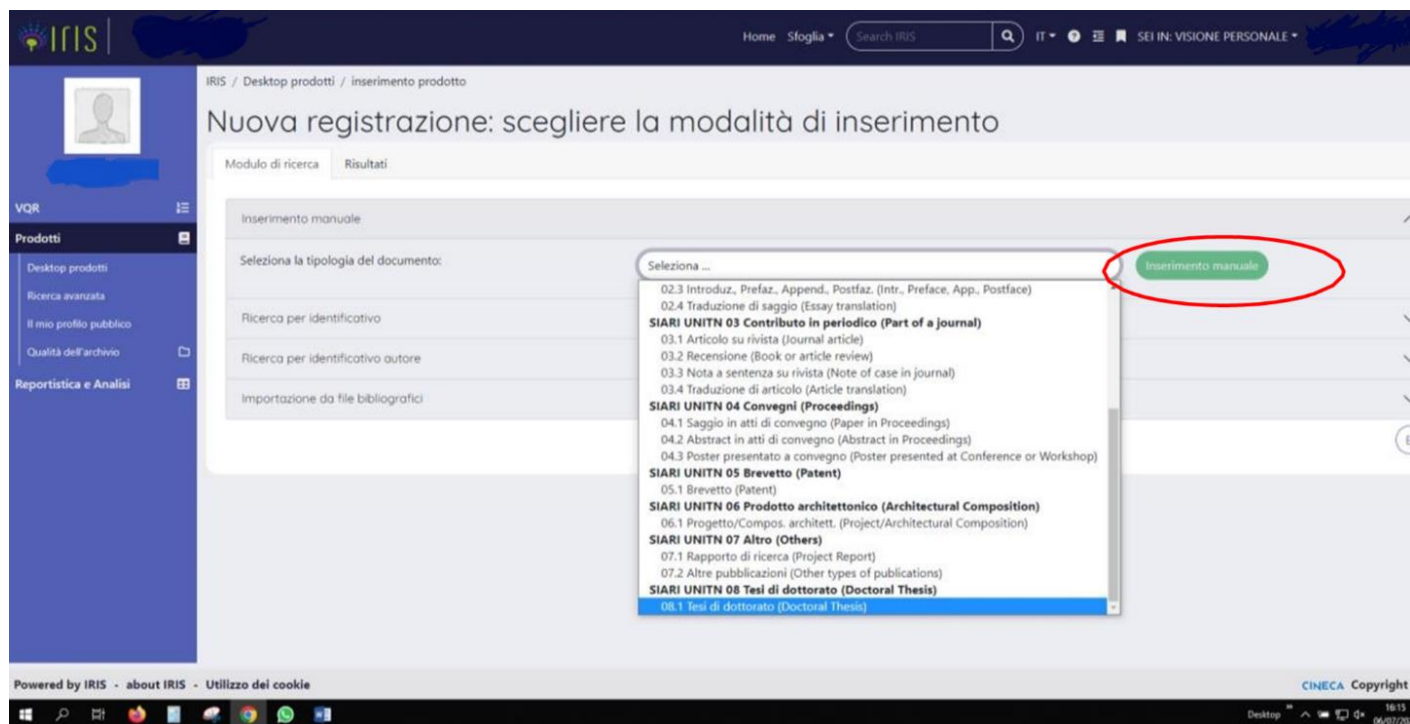 IRIS
Home Sfoglia Search IRIS IT SEI IN: VISIONE PERSONALE
IRIS / Desktop prodotti / inserimento prodotto
Nuova registrazione: scegliere la modalità di inserimento
Modulo di ricerca Risultati
VQR
Prodotti
Desktop prodotti
Ricerca avanzata
Il mio profilo pubblico
Qualità dell'archivio
Reportistica e Analisi
Inserimento manuale
Seleziona la tipologia del documento:
Seleziona ...
Inserimento manuale
Ricerca per identificativo
Ricerca per identificativo autore
Importazione da file bibliografici
02.3 Introduz., Prefaz., Append., Postfaz. (Intr., Preface, App., Postface)
02.4 Traduzione di saggio (Essay translation)
SIARI UNITN 03 Contributo in periodico (Part of a journal)
03.1 Articolo su rivista (Journal article)
03.2 Recensione (Book or article review)
03.3 Nota a sentenza su rivista (Note of case in journal)
03.4 Traduzione di articolo (Article translation)
SIARI UNITN 04 Convegni (Proceedings)
04.1 Saggio in atti di convegno (Paper in Proceedings)
04.2 Abstract in atti di convegno (Abstract in Proceedings)
04.3 Poster presentato a convegno (Poster presented at Conference or Workshop)
SIARI UNITN 05 Brevetto (Patent)
05.1 Brevetto (Patent)
SIARI UNITN 06 Prodotto architettonico (Architectural Composition)
06.1 Progetto/Compos. architett. (Project/Architectural Composition)
SIARI UNITN 07 Altro (Others)
07.1 Rapporto di ricerca (Project Report)
07.2 Altre pubblicazioni (Other types of publications)
SIARI UNITN 08 Tesi di dottorato (Doctoral Thesis)
08.1 Tesi di dottorato (Doctoral Thesis)
Powered by IRIS - about IRIS - Utilizzo dei cookie
CINECA Copyright
Desktop
16:15